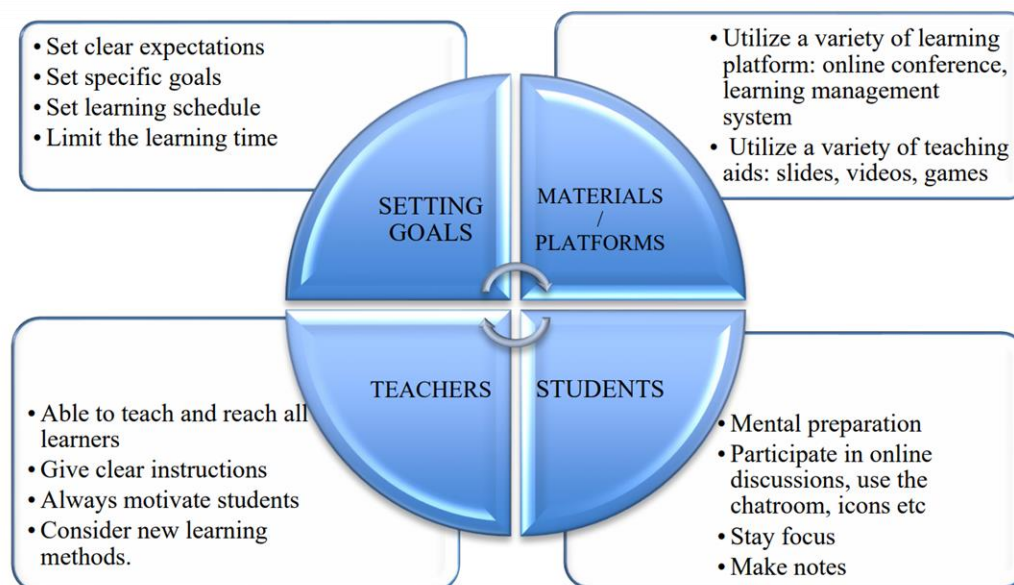 • Set clear expectations
• Set specific goals
• Set learning schedule
• Limit the learning time
• Utilize a variety of learning
platform: online conference,
learning management
system
• Utilize a variety of teaching
aids: slides, videos, games
SETTING
GOALS
MATERIALS
/
PLATFORMS
TEACHERS
STUDENTS
• Able to teach and reach all
learners
• Give clear instructions
• Always motivate students
• Consider new learning
methods.
• Mental preparation
• Participate in online
discussions, use the
chatroom, icons etc
• Stay focus
• Make notes